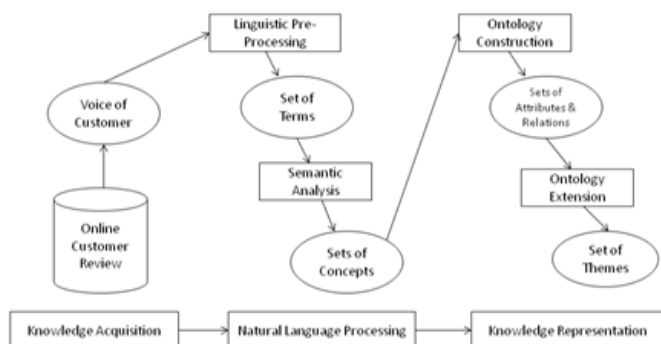 Linguistic Pre-
Processing
Ontology
Construction
Voice of
Customer
Set of
Terms
Sets of
Attributes &
Relations
Semantic
Analysis
Ontology
Extension
Online
Customer
Review
Sets of
Concepts
Set of
Themes
Knowledge Acquisition
Natural Language Processing
Knowledge Representation